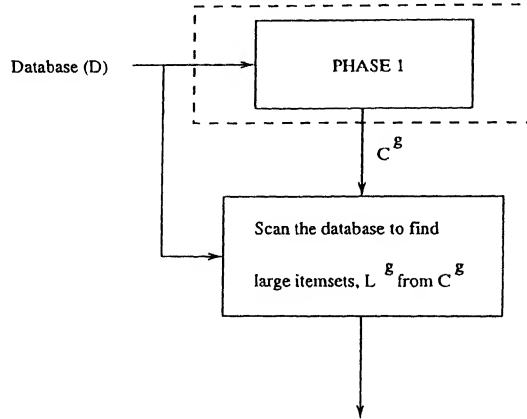 Database (D)
PHASE 1
C^g
Scan the database to find
large itemsets, L^g from C^g